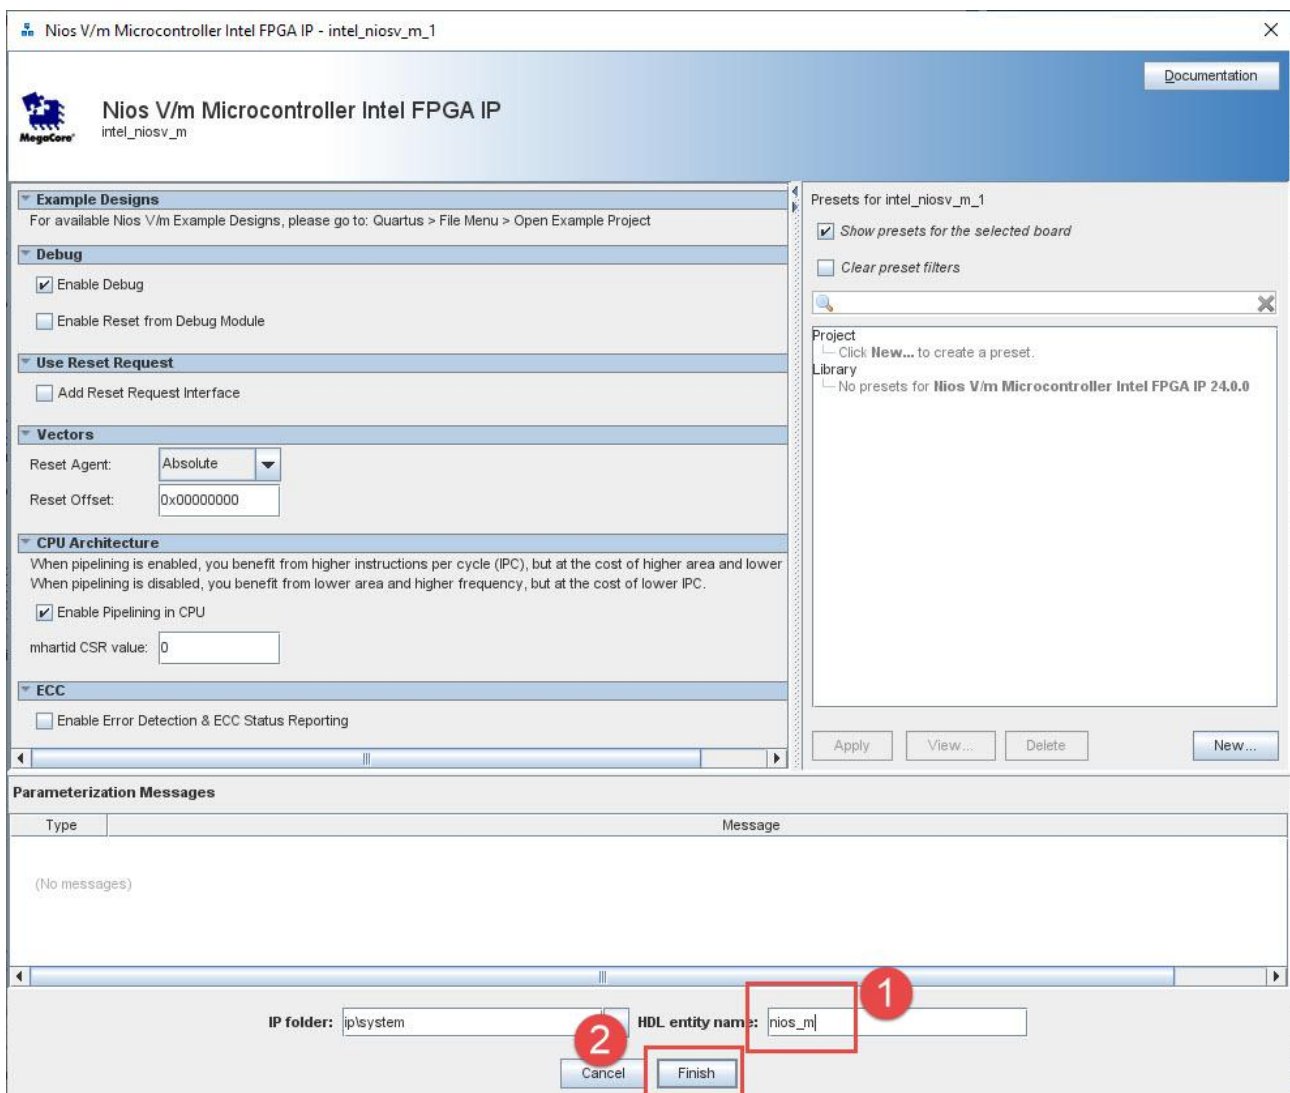 Nios V/m Microcontroller Intel FPGA IP - intel_niosv_m_1
Documentation
MegaCore®
Nios V/m Microcontroller Intel FPGA IP
intel_niosv_m
Example Designs
For available Nios V/m Example Designs, please go to: Quartus > File Menu > Open Example Project
Debug
Enable Debug
Enable Reset from Debug Module
Use Reset Request
Add Reset Request Interface
Vectors
Reset Agent: Absolute
Reset Offset: 0x00000000
CPU Architecture
When pipelining is enabled, you benefit from higher instructions per cycle (IPC), but at the cost of higher area and lower
When pipelining is disabled, you benefit from lower area and higher frequency, but at the cost of lower IPC.
Enable Pipelining in CPU
mhartid CSR value: 0
ECC
Enable Error Detection & ECC Status Reporting
Presets for intel_niosv_m_1
Show presets for the selected board
Clear preset filters
Project
Click New... to create a preset.
Library
No presets for Nios V/m Microcontroller Intel FPGA IP 24.0.0
Apply View... Delete New...
Parameterization Messages
Type Message
(No messages)
1
IP folder: ip\system HDL entity name: nios_m
2
Cancel Finish